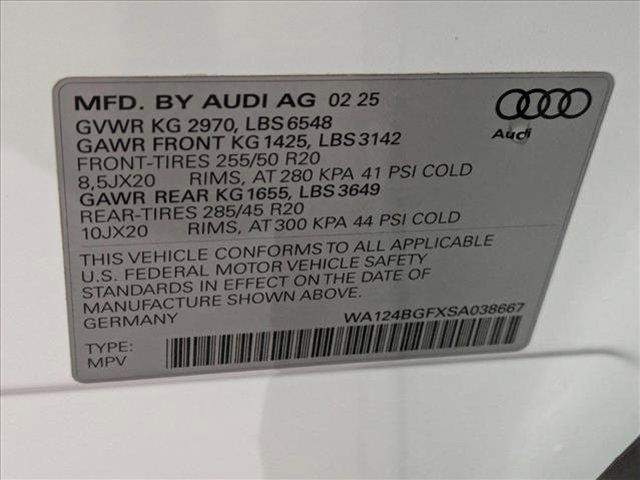 MFD. BY AUDI AG 02 25
GVWR KG 2970, LBS 6548
GAWR FRONT KG 1425, LBS 3142
FRONT-TIRES 255/50 R20
8,5JX20 RIMS, AT 280 KPA 41 PSI COLD
GAWR REAR KG 1655, LBS 3649
REAR-TIRES 285/45 R20
10JX20 RIMS, AT 300 KPA 44 PSI COLD
THIS VEHICLE CONFORMS TO ALL APPLICABLE
U.S. FEDERAL MOTOR VEHICLE SAFETY
STANDARDS IN EFFECT ON THE DATE OF
MANUFACTURE SHOWN ABOVE.
GERMANY
WA124BGFXSA038667
TYPE:
MPV
Audi